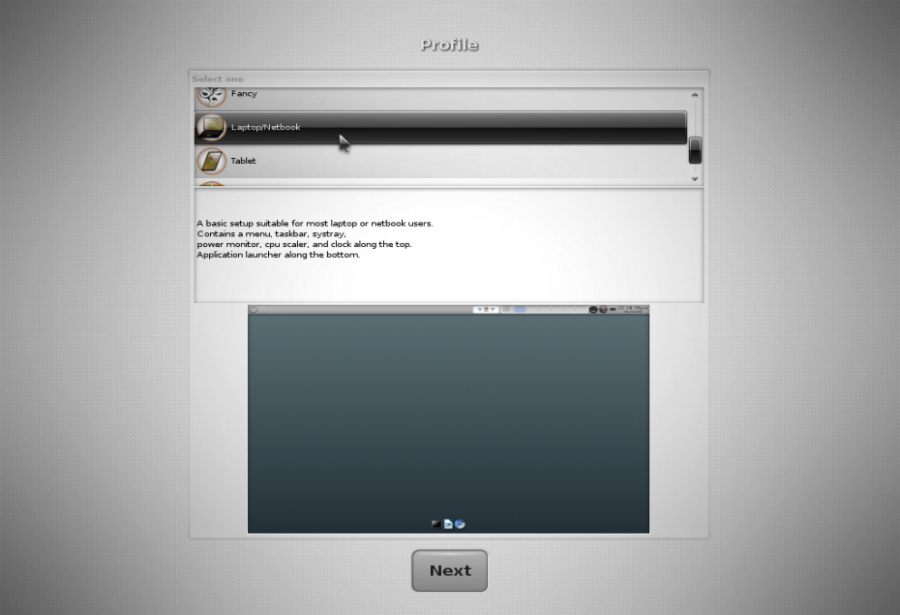 Profile
Select one
Fancy
Laptop/Netbook
Tablet
A basic setup suitable for most laptop or netbook users.
Contains a menu, taskbar, systray,
power monitor, cpu scaler, and clock along the top.
Application launcher along the bottom.
Next